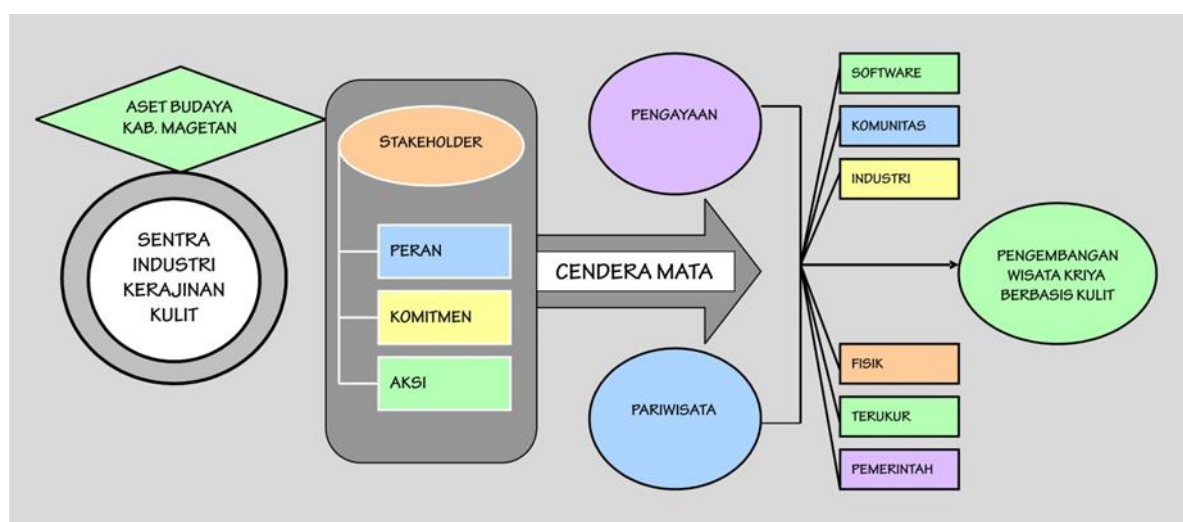 ASET BUDAYA
KAB. MAGETAN
SENTRA
INDUSTRI
KERAJINAN
KULIT
STAKEHOLDER
PERAN
KOMITMEN
AKSI
CENDERA MATA
PENGAYAAN
PARIWISATA
SOFTWARE
KOMUNITAS
INDUSTRI
FISIK
TERUKUR
PEMERINTAH
PENGEMBANGAN
WISATA KRIYA
BERBASIS KULIT